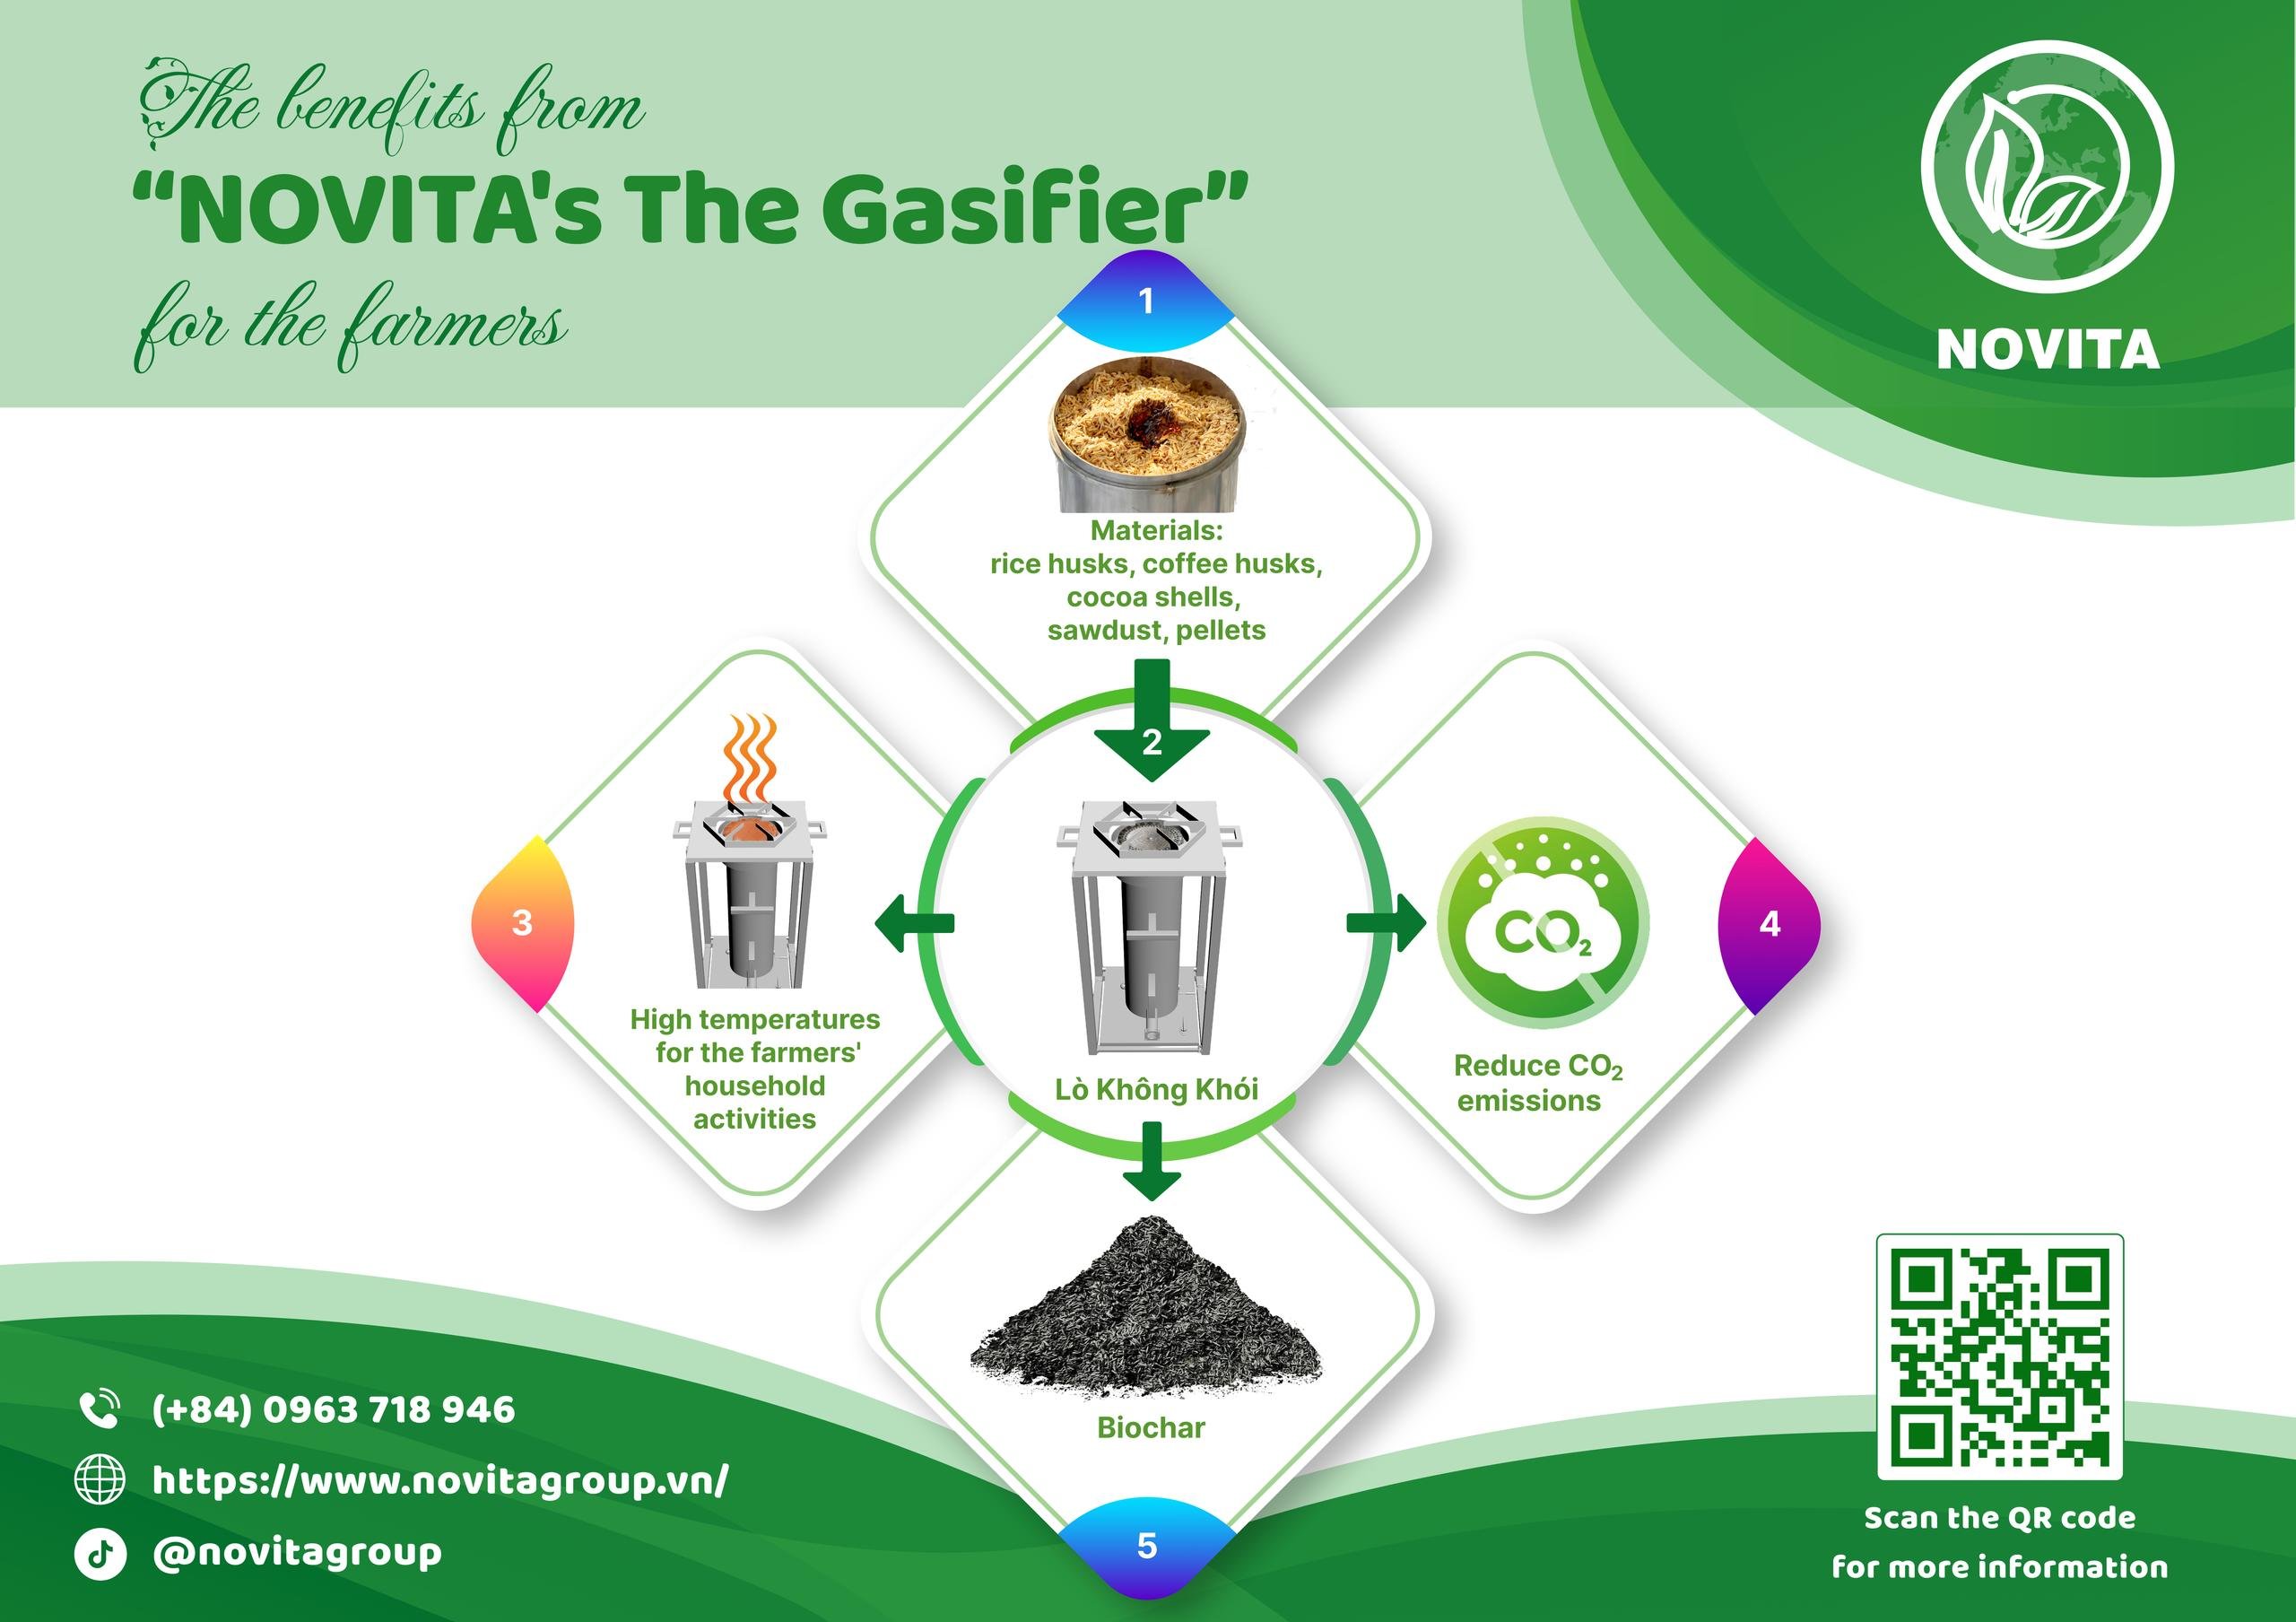 The benefits from
“NOVITA's The Gasifier”
for the farmers
NOVITA
1
Materials:
rice husks, coffee husks,
cocoa shells,
sawdust, pellets
2
Lò Không Khói
3
High temperatures
for the farmers'
household
activities
4
CO₂
Reduce CO₂
emissions
Biochar
5
(+84) 0963 718 946
https://www.novitagroup.vn/
@novitagroup
Scan the QR code
for more information